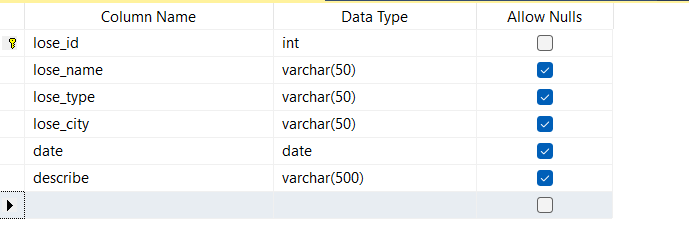 Column Name Data Type Allow Nulls
lose_id int
lose_name varchar(50)
lose_type varchar(50)
lose_city varchar(50)
date date
describe varchar(500)